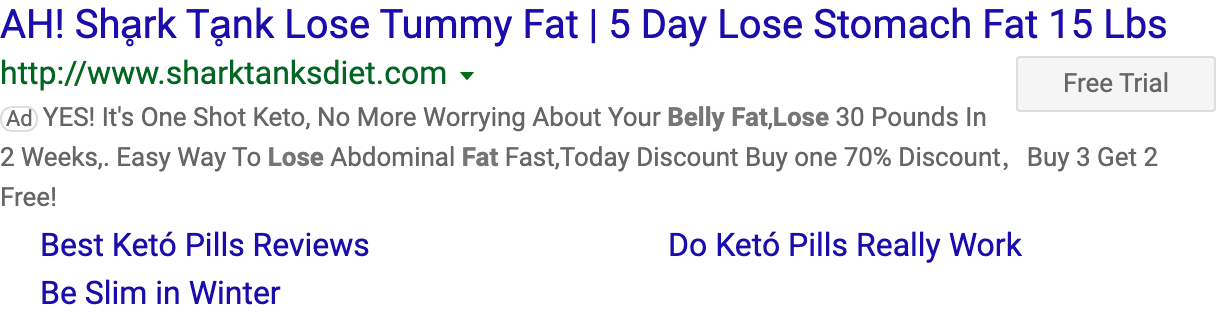 AH! Shḁrk Tḁnk Lose Tummy Fat | 5 Day Lose Stomach Fat 15 Lbs
http://www.sharktanksdiet.com
Free Trial
Ad YES! It's One Shot Keto, No More Worrying About Your Belly Fat,Lose 30 Pounds In
2 Weeks,. Easy Way To Lose Abdominal Fat Fast,Today Discount Buy one 70% Discount， Buy 3 Get 2
Free!
Best Ketó Pills Reviews
Do Ketó Pills Really Work
Be Slim in Winter